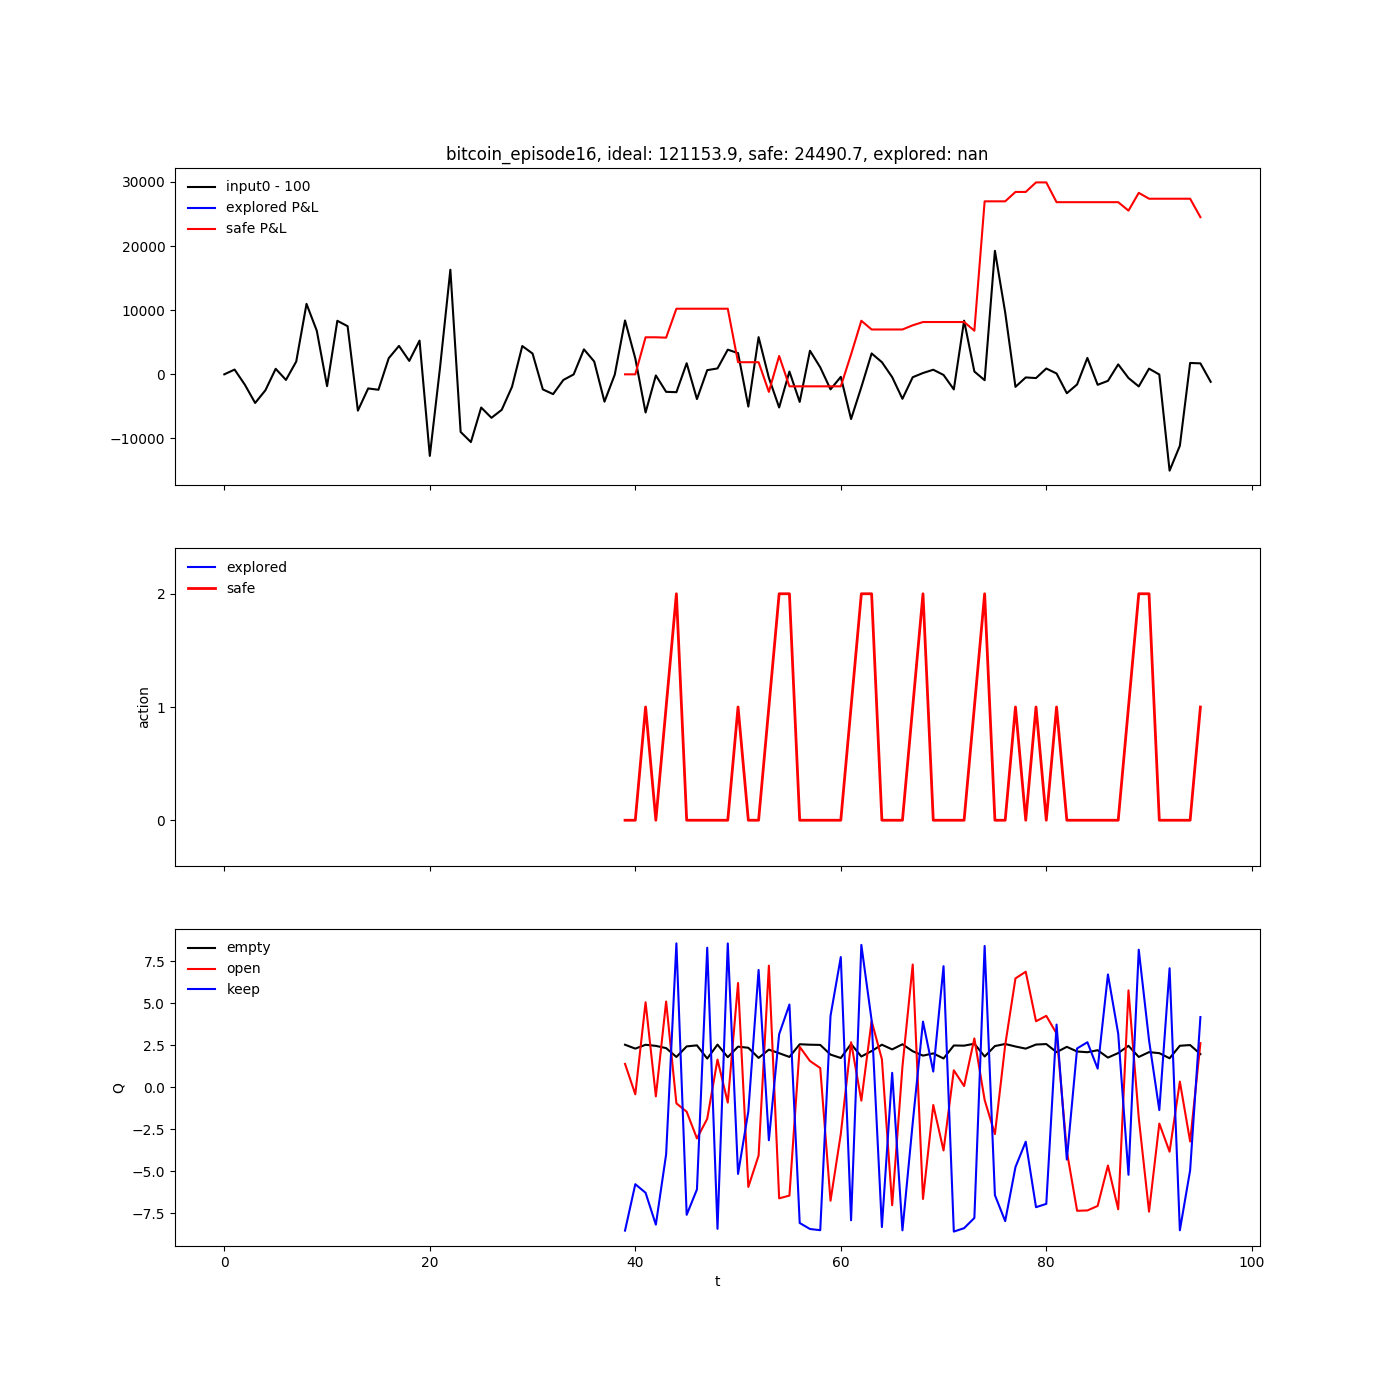 bitcoin_episode16, ideal: 121153.9, safe: 24490.7, explored: nan
30000
20000
10000
0
−10000
input0 - 100
explored P&L
safe P&L
action
2
1
0
explored
safe
Q
7.5
5.0
2.5
0.0
−2.5
−5.0
−7.5
empty
open
keep
0 20 40 60 80 100
t